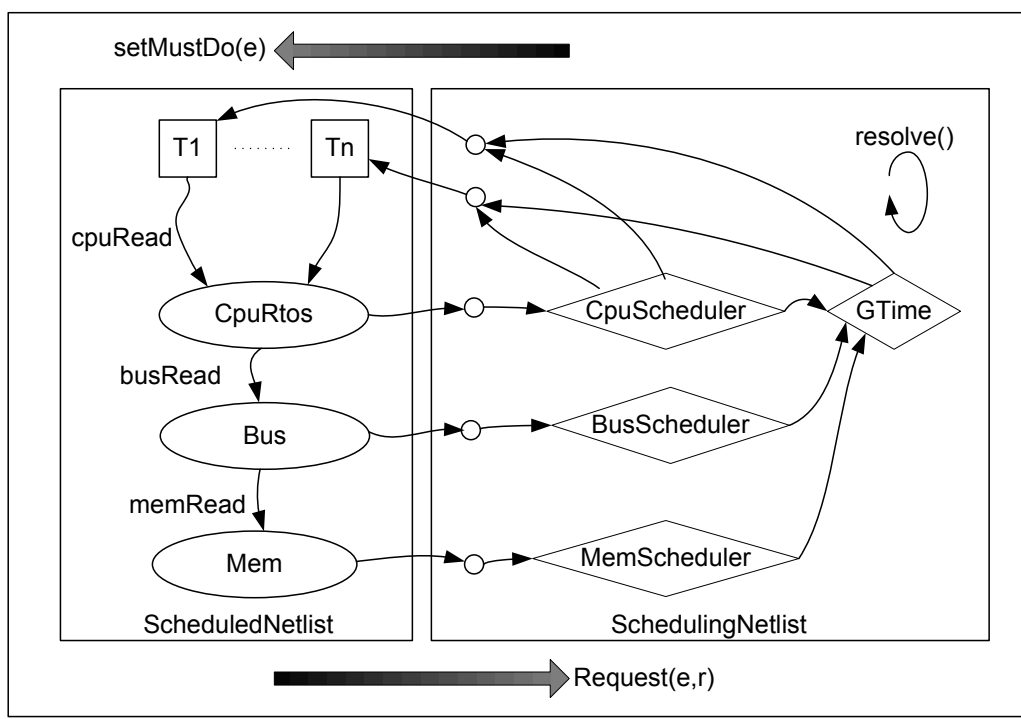 setMustDo(e)
T1 ........ Tn
resolve()
cpuRead
CpuRtos
CpuScheduler
GTime
busRead
Bus
BusScheduler
memRead
Mem
MemScheduler
ScheduledNetlist
SchedulingNetlist
Request(e,r)